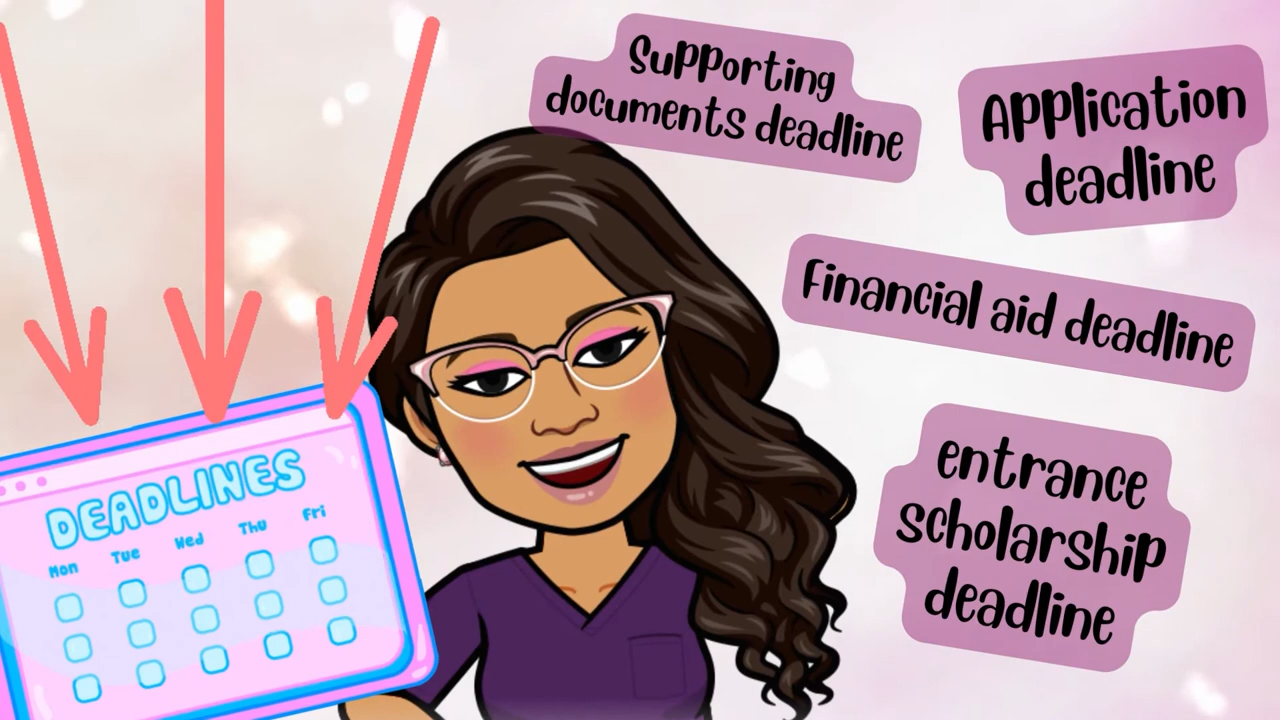 Supporting
documents deadline
Application
deadline
Financial aid deadline
entrance
scholarship
deadline
DEADLINES
Mon Tue Wed Thu Fri